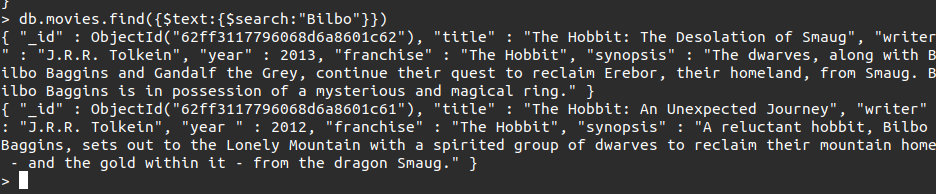 }
> db.movies.find({$text:{$search:"Bilbo"}})
{ "_id" : ObjectId("62ff3117796068d6a8601c62"), "title" : "The Hobbit: The Desolation of Smaug", "writer
" : "J.R.R. Tolkein", "year" : 2013, "franchise" : "The Hobbit", "synopsis" : "The dwarves, along with B
ilbo Baggins and Gandalf the Grey, continue their quest to reclaim Erebor, their homeland, from Smaug. B
ilbo Baggins is in possession of a mysterious and magical ring." }
{ "_id" : ObjectId("62ff3117796068d6a8601c61"), "title" : "The Hobbit: An Unexpected Journey", "writer"
: "J.R.R. Tolkein", "year " : 2012, "franchise" : "The Hobbit", "synopsis" : "A reluctant hobbit, Bilbo
Baggins, sets out to the Lonely Mountain with a spirited group of dwarves to reclaim their mountain home
 - and the gold within it - from the dragon Smaug." }
>